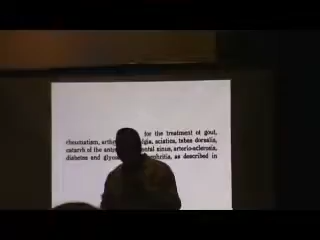 for the treatment of gout,
rheumatism, sciatica, tabes dorsalis,
catarrh of the sinus, arterio-sclerosis,
diabetes and as described in